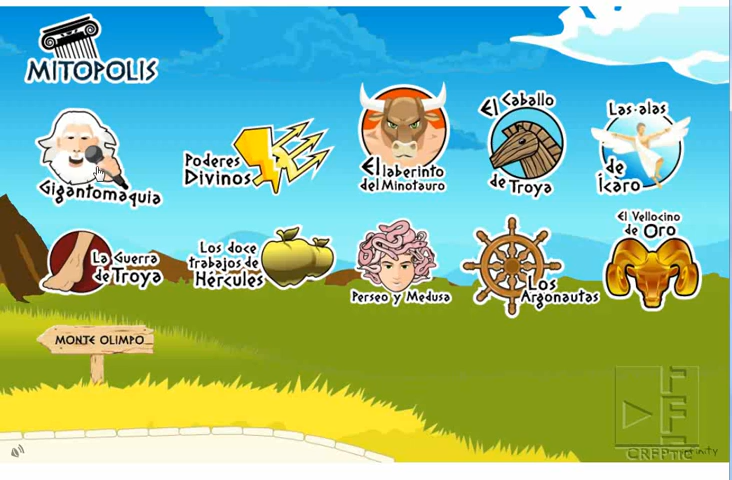 MITOPOLIS
Gigantomaquia
Poderes
Divinos
El laberinto
del Minotauro
El Caballo
de Troya
Las alas
de
Ícaro
La Guerra
de Troya
Los doce
trabajos de
Hércules
Perseo y Medusa
Los
Argonautas
El Vellocino
de Oro
MONTE OLIMPO